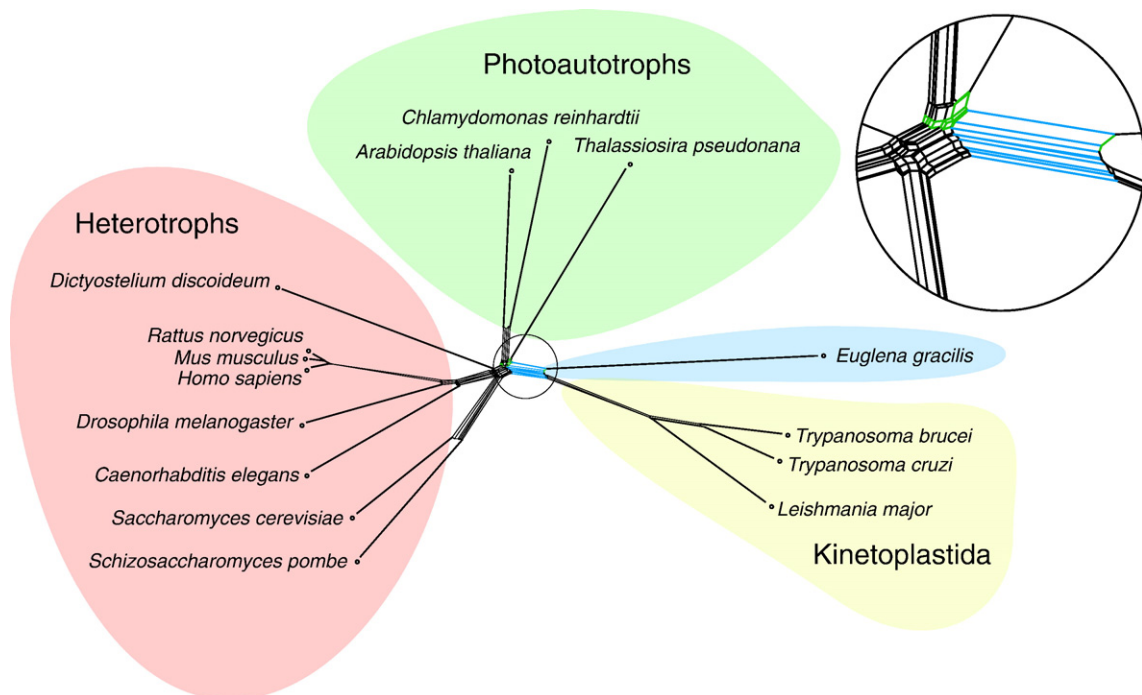 Photoautotrophs
Chlamydomonas reinhardtii
Arabidopsis thaliana
Thalassiosira pseudonana
Heterotrophs
Dictyostelium discoideum
Rattus norvegicus
Mus musculus
Homo sapiens
Drosophila melanogaster
Caenorhabditis elegans
Saccharomyces cerevisiae
Schizosaccharomyces pombe
Euglena gracilis
Trypanosoma brucei
Trypanosoma cruzi
Leishmania major
Kinetoplastida